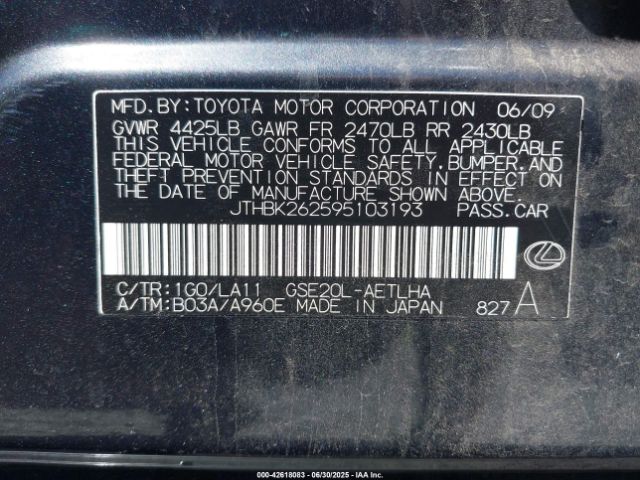 MFD.BY:TOYOTA MOTOR CORPORATION 06/09
GVWR 4425LB GAWR FR 2470LB RR 2430LB
THIS VEHICLE CONFORMS TO ALL APPLICABLE
FEDERAL MOTOR VEHICLE SAFETY,BUMPER,AND
THEFT PREVENTION STANDARDS IN EFFECT ON
THE DATE OF MANUFACTURE SHOWN ABOVE.
JTHBK262595103193 PASS.CAR
C/TR:1G0/LA11 GSE20L-AETLHA
A/TM:B03A/A960E MADE IN JAPAN 827 A
000-42618083 - 06/30/2025 - IAA Inc.